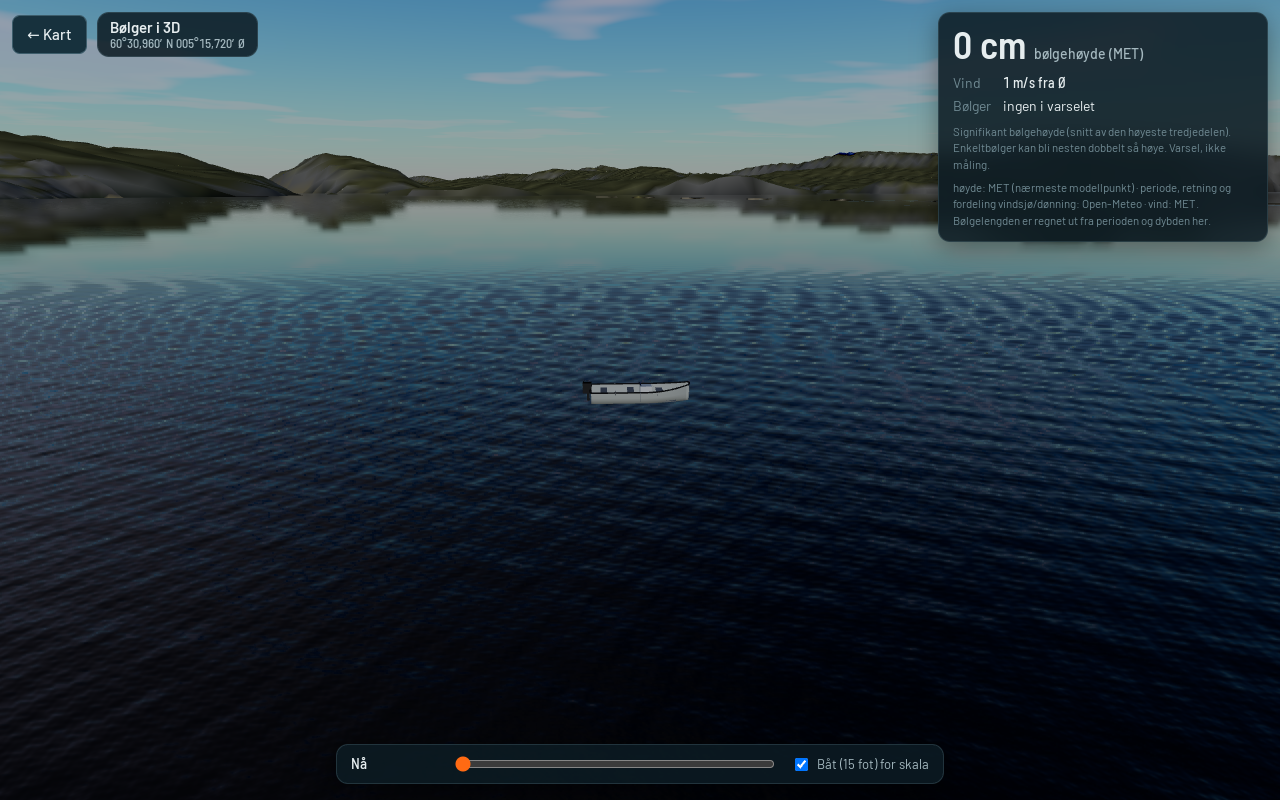 ← Kart
Bølger i 3D
60°30,960′ N 005°15,720′ Ø
0 cm bølgehøyde (MET)
Vind 1 m/s fra Ø
Bølger ingen i varselet
Signifikant bølgehøyde (snitt av den høyeste tredjedelen).
Enkeltbølger kan bli nesten dobbelt så høye. Varsel, ikke
måling.
høyde: MET (nærmeste modellpunkt) · periode, retning og
fordeling vindsjø/dønning: Open-Meteo · vind: MET.
Bølgelengden er regnet ut fra perioden og dybden her.
Nå
Båt (15 fot) for skala